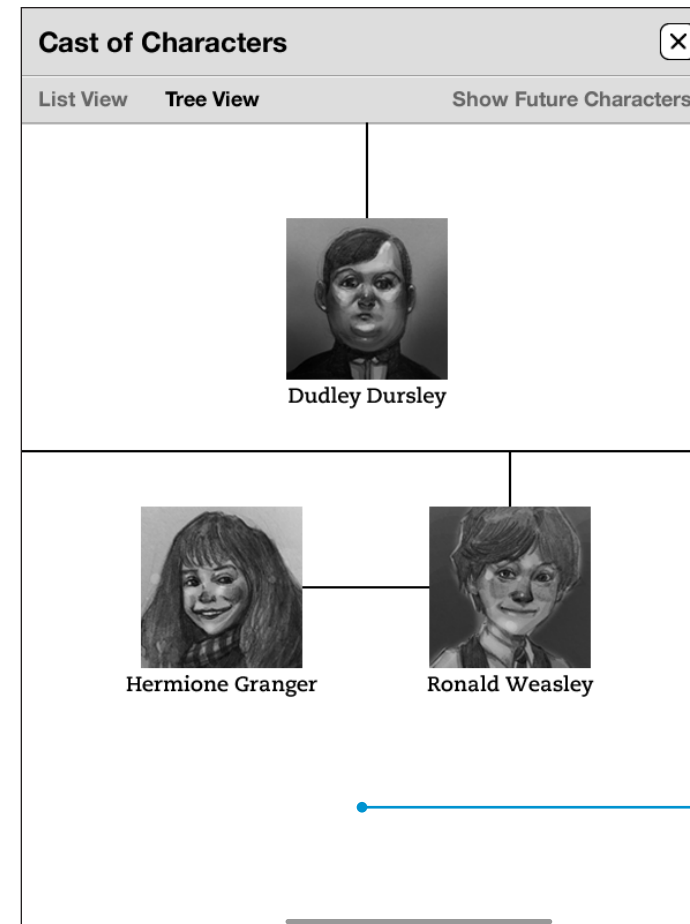 Cast of Characters
List View Tree View Show Future Characters
Dudley Dursley
Hermione Granger Ronald Weasley